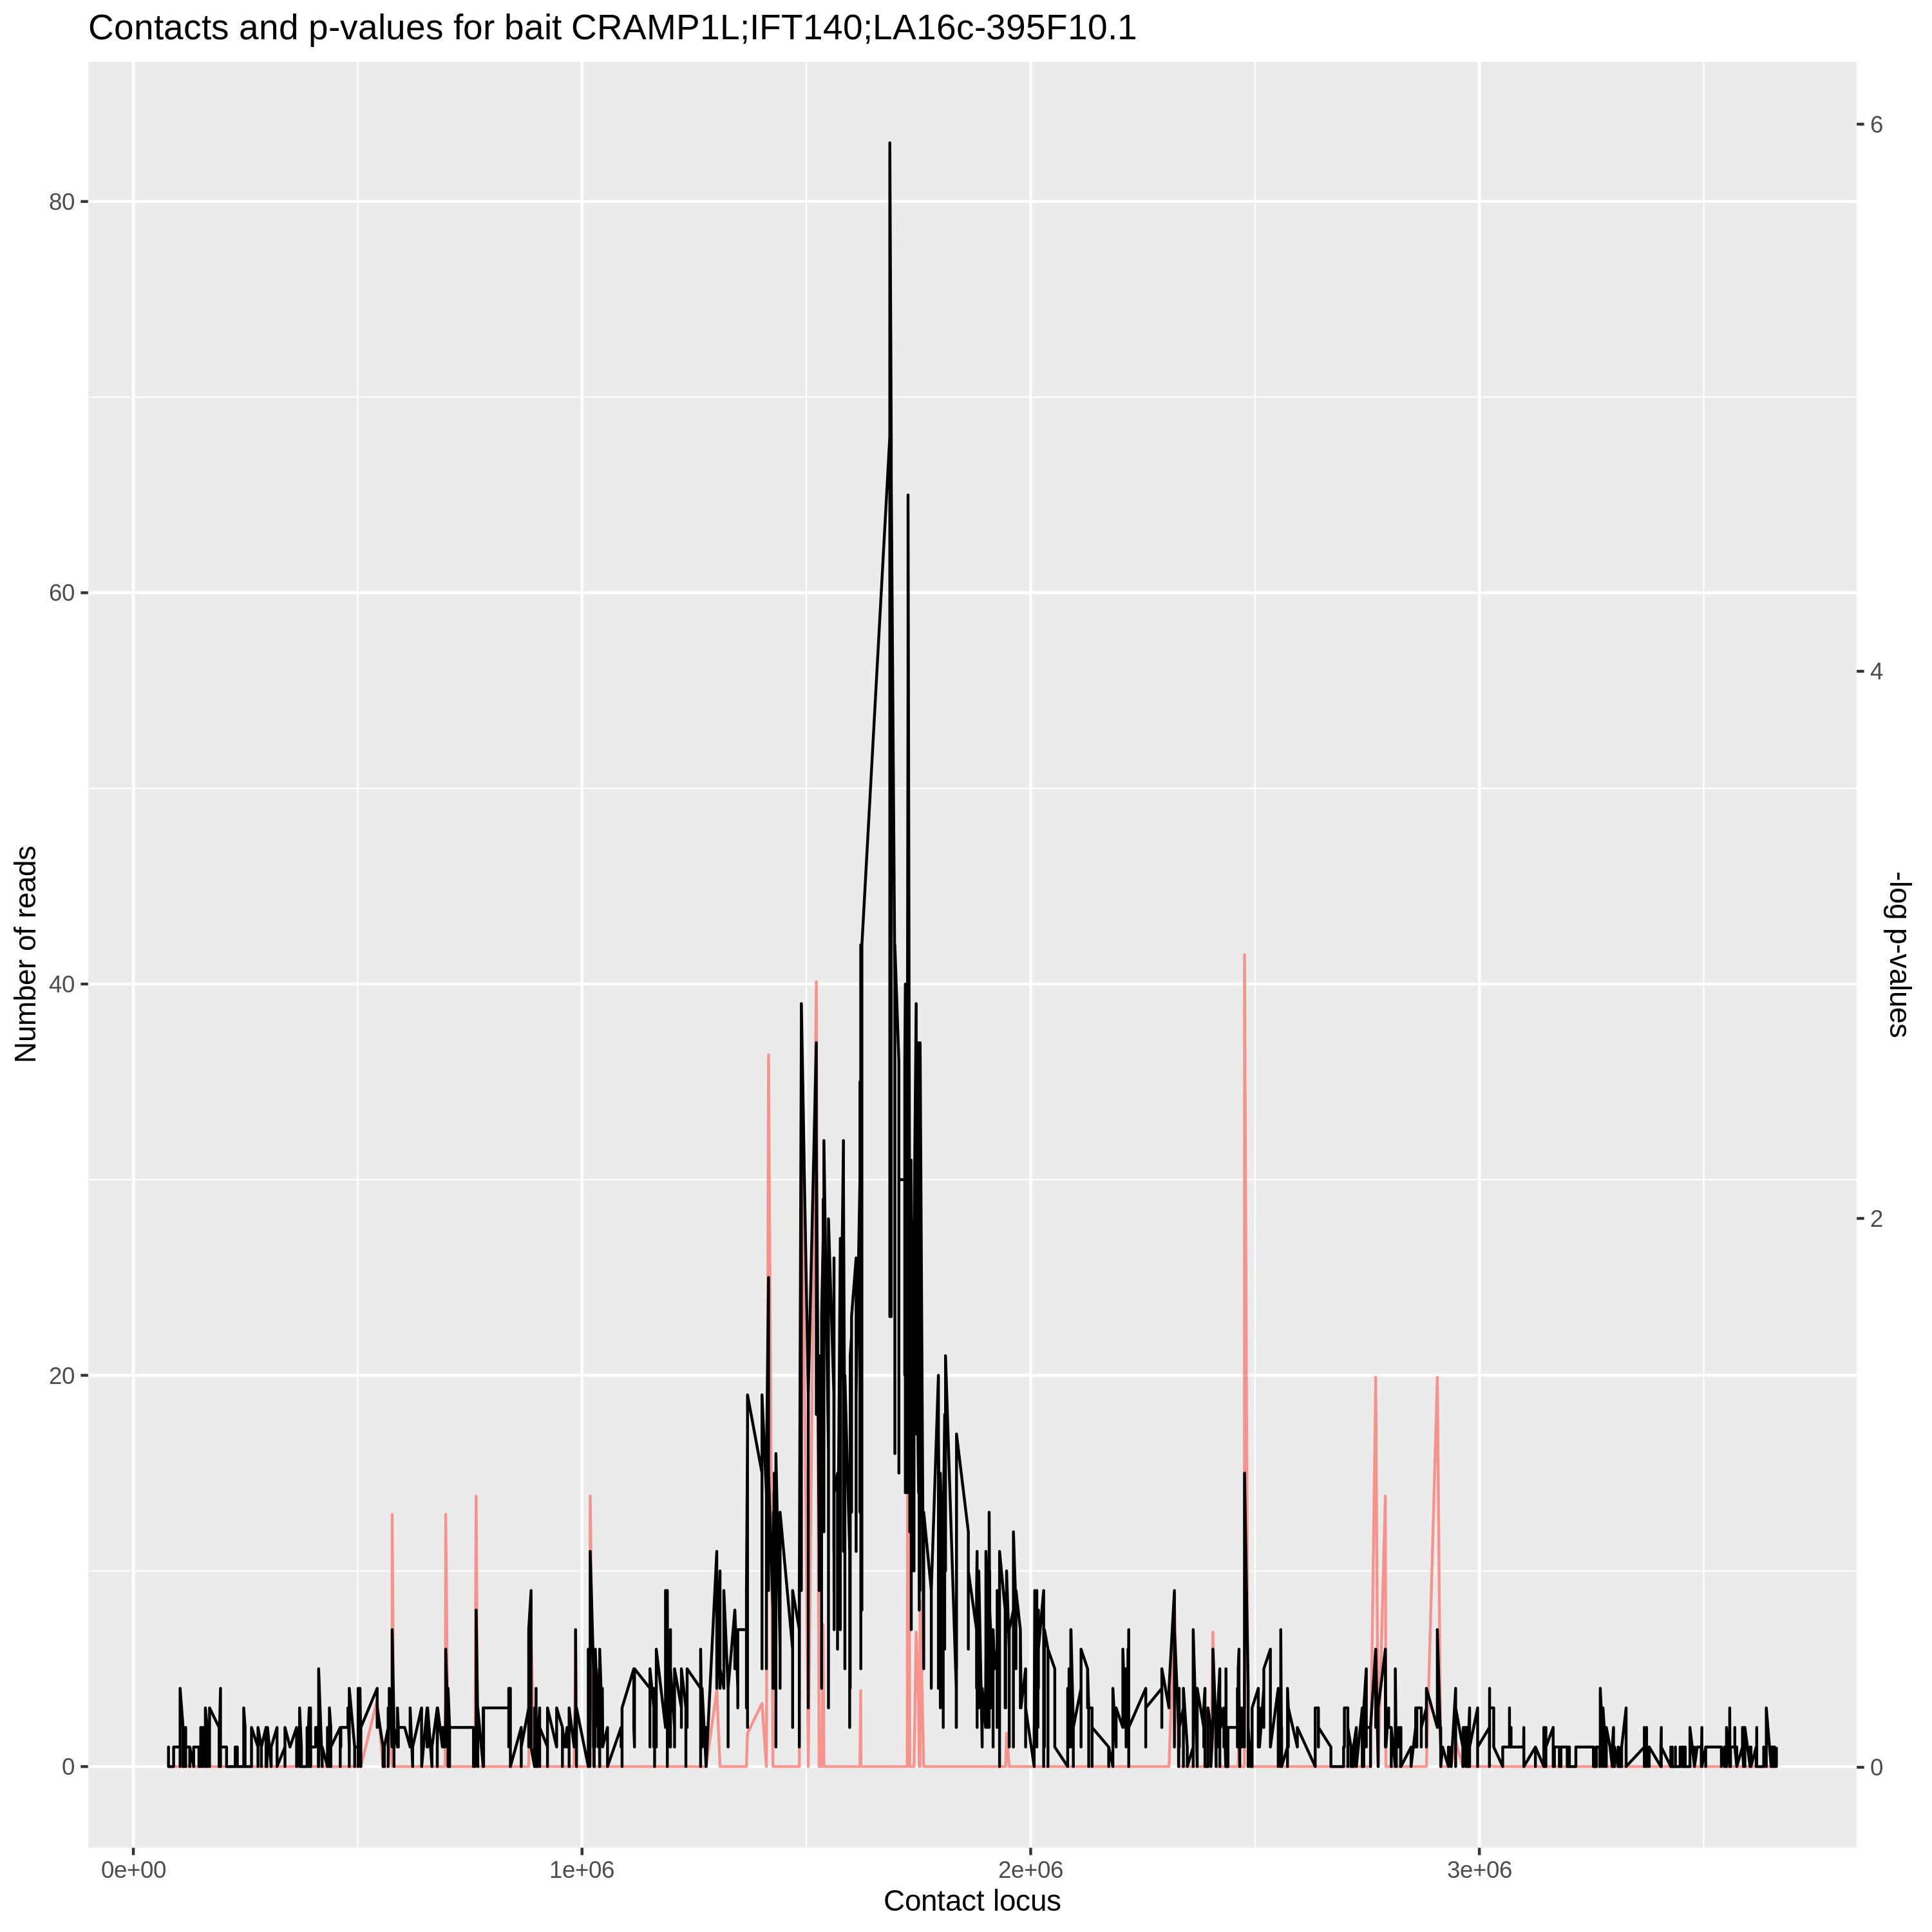 Contacts and p-values for bait CRAMP1L;IFT140;LA16c-395F10.1
80
60
40
20
0
Number of reads
6
4
2
0
-log p-values
0e+00
1e+06
2e+06
3e+06
Contact locus